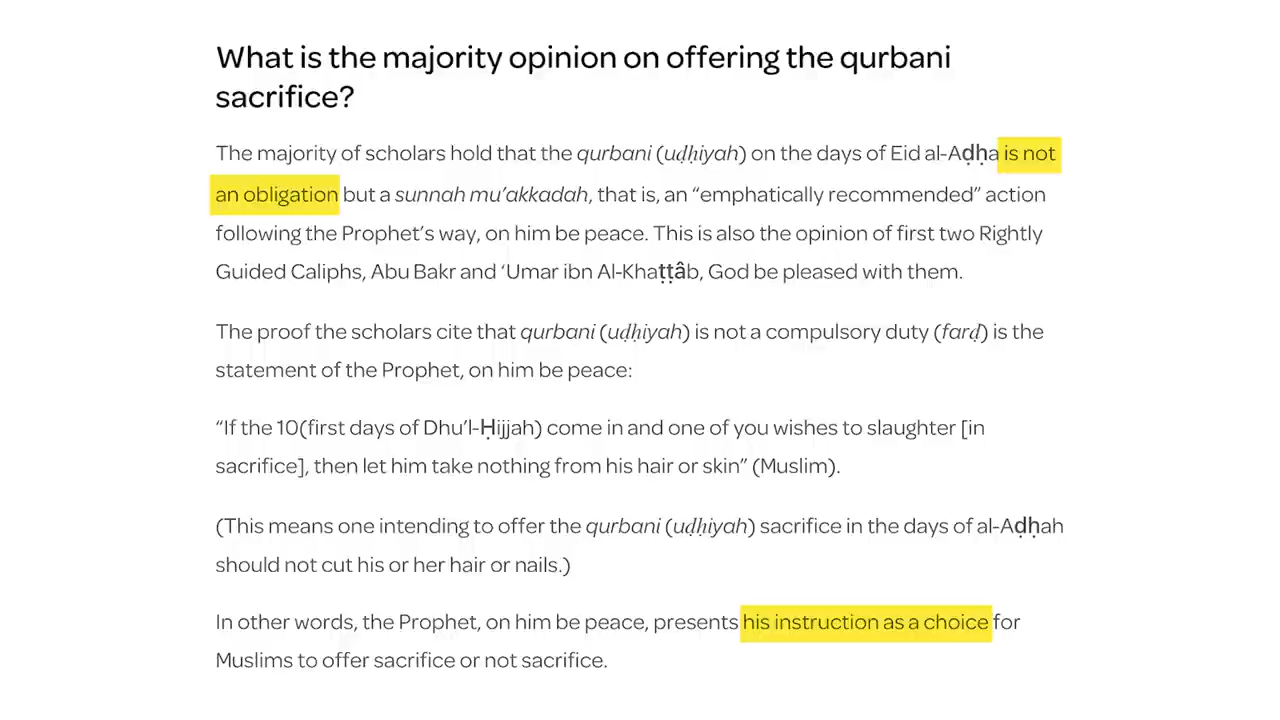 What is the majority opinion on offering the qurbani
sacrifice?
The majority of scholars hold that the qurbani (uḍḥiyah) on the days of Eid al-Aḍḥa is not
an obligation but a sunnah mu’akkadah, that is, an “emphatically recommended” action
following the Prophet’s way, on him be peace. This is also the opinion of first two Rightly
Guided Caliphs, Abu Bakr and ‘Umar ibn Al-Khaṭṭâb, God be pleased with them.
The proof the scholars cite that qurbani (uḍḥiyah) is not a compulsory duty (farḍ) is the
statement of the Prophet, on him be peace:
“If the 10(first days of Dhu’l-Ḥijjah) come in and one of you wishes to slaughter [in
sacrifice], then let him take nothing from his hair or skin” (Muslim).
(This means one intending to offer the qurbani (uḍḥiyah) sacrifice in the days of al-Aḍḥah
should not cut his or her hair or nails.)
In other words, the Prophet, on him be peace, presents his instruction as a choice for
Muslims to offer sacrifice or not sacrifice.